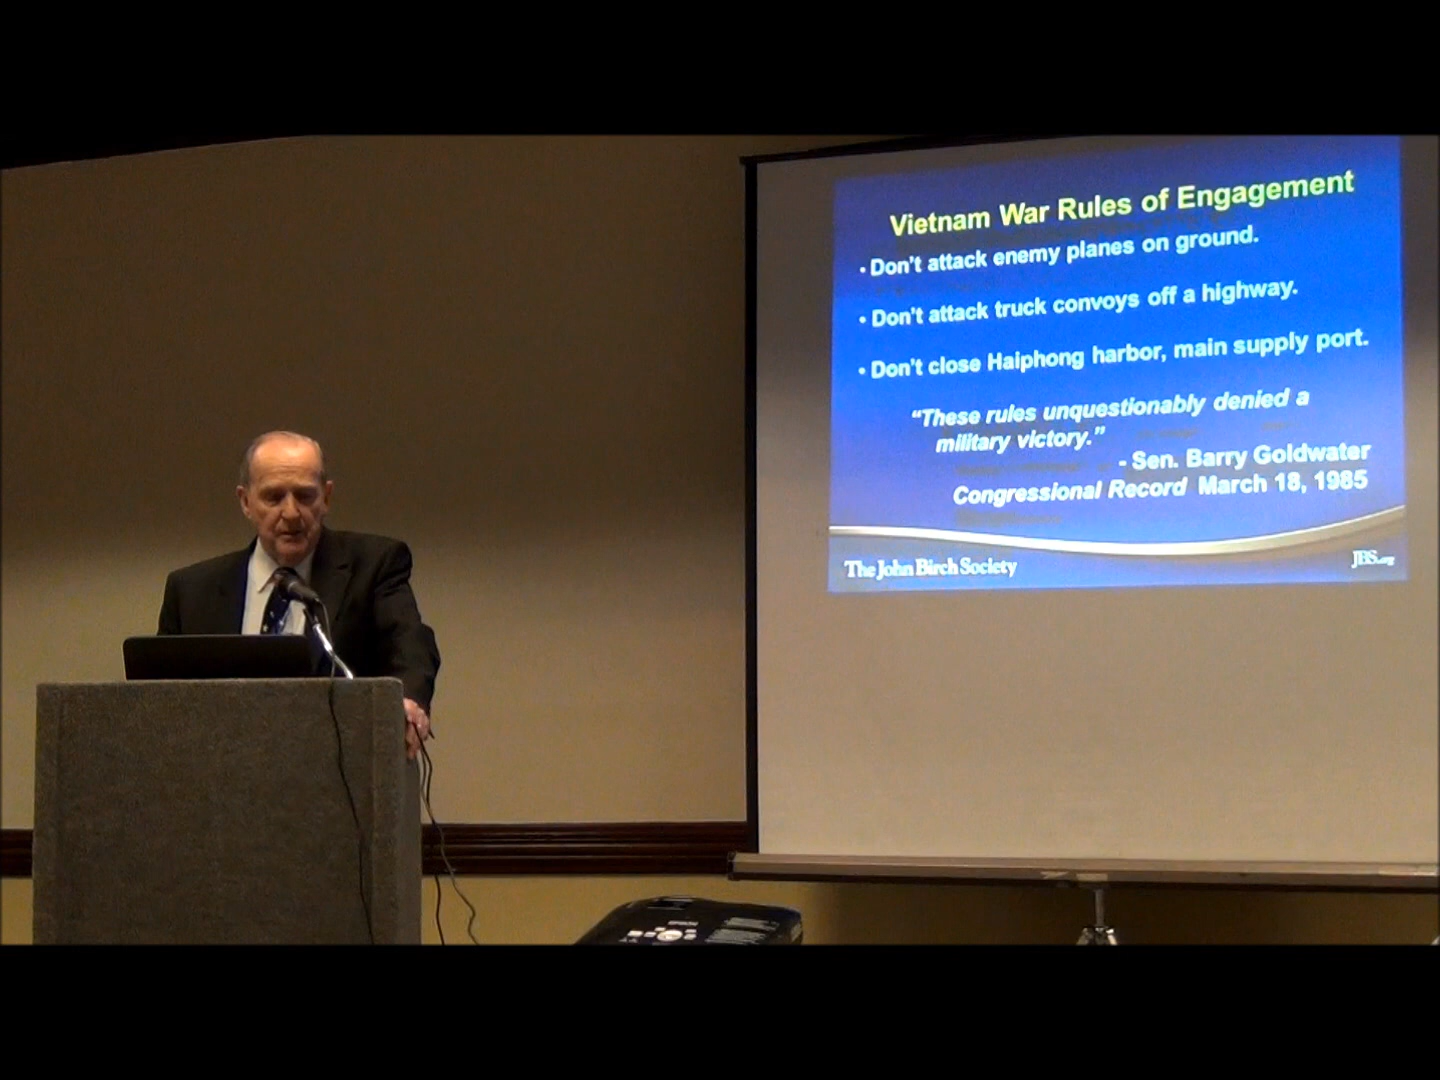 Vietnam War Rules of Engagement
• Don't attack enemy planes on ground.
• Don't attack truck convoys off a highway.
• Don't close Haiphong harbor, main supply port.
“These rules unquestionably denied a
military victory.”
- Sen. Barry Goldwater
Congressional Record March 18, 1985
The John Birch Society
JBS.org
EPSON